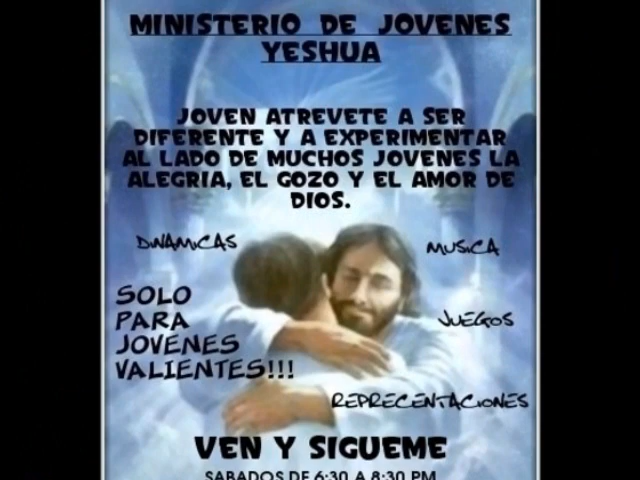 MINISTERIO DE JOVENES
YESHUA
JOVEN ATREVETE A SER
DIFERENTE Y A EXPERIMENTAR
AL LADO DE MUCHOS JOVENES LA
ALEGRIA, EL GOZO Y EL AMOR DE
DIOS.
DINAMICAS
MUSICA
SOLO
PARA
JOVENES
VALIENTES!!!
JUEGOS
REPRECENTACIONES
VEN Y SIGUEME
SABADOS DE 6:30 A 8:30 PM